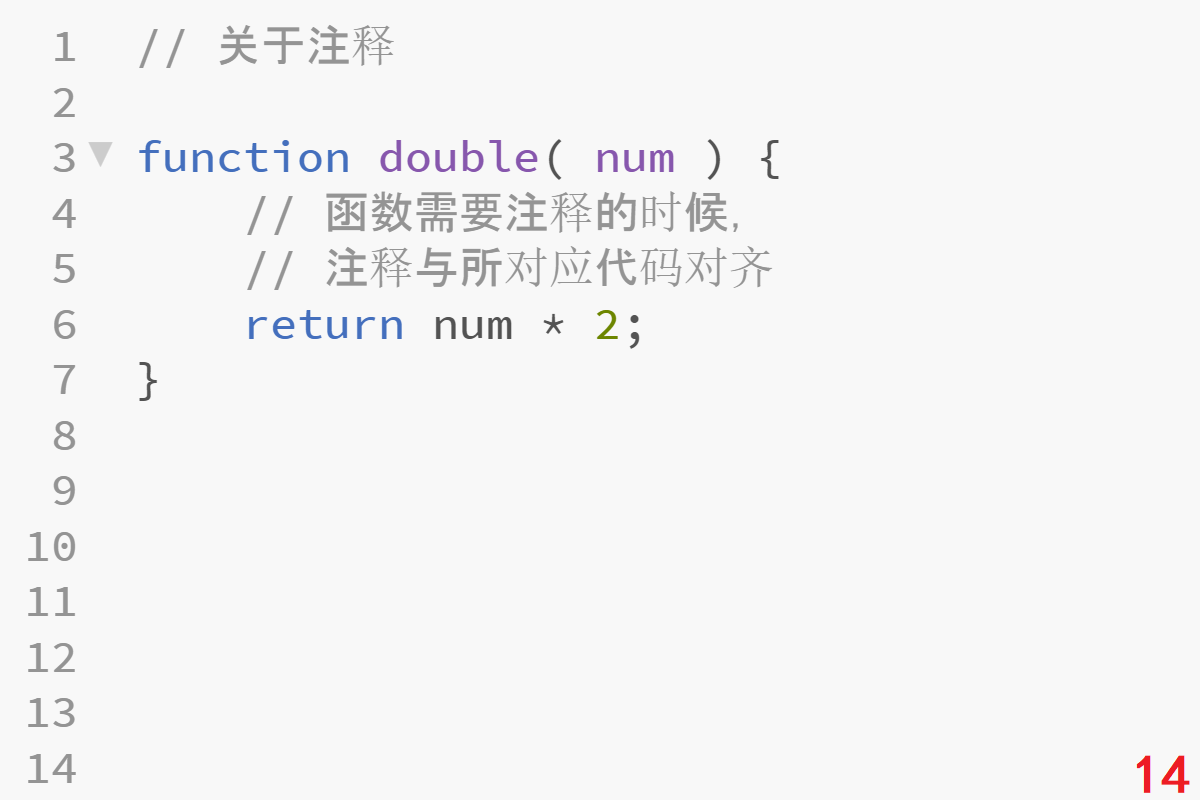 1 // 关于注释
2
3 function double( num ) {
4 // 函数需要注释的时候,
5 // 注释与所对应代码对齐
6 return num * 2;
7 }
8
9
10
11
12
13
14
14